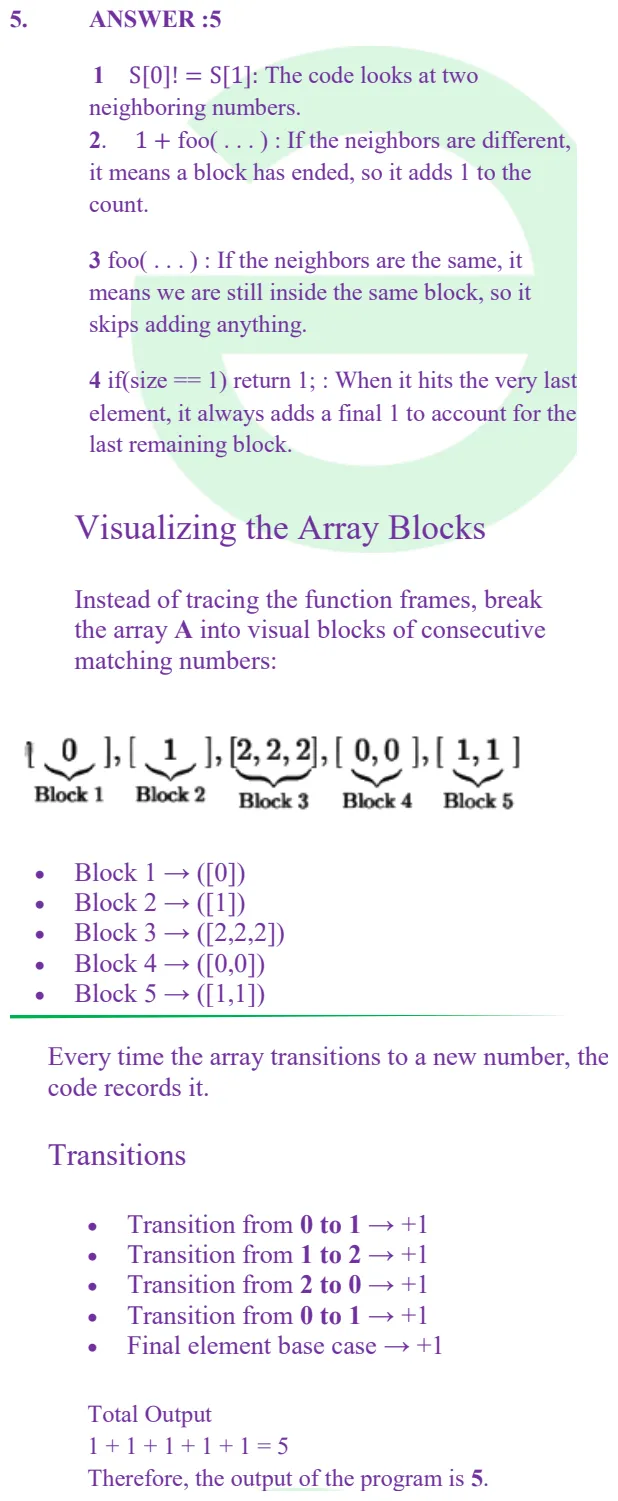 5. ANSWER :5
1 S[0]! = S[1]: The code looks at two
neighboring numbers.
2. 1 + foo( . . . ) : If the neighbors are different,
it means a block has ended, so it adds 1 to the
count.
3 foo( . . . ) : If the neighbors are the same, it
means we are still inside the same block, so it
skips adding anything.
4 if(size == 1) return 1; : When it hits the very last
element, it always adds a final 1 to account for the
last remaining block.
Visualizing the Array Blocks
Instead of tracing the function frames, break
the array A into visual blocks of consecutive
matching numbers:
[ 0 ], [ 1 ], [2, 2, 2], [ 0, 0 ], [ 1, 1 ]
Block 1 Block 2 Block 3 Block 4 Block 5
• Block 1 → ([0])
• Block 2 → ([1])
• Block 3 → ([2,2,2])
• Block 4 → ([0,0])
• Block 5 → ([1,1])
Every time the array transitions to a new number, the
code records it.
Transitions
• Transition from 0 to 1 → +1
• Transition from 1 to 2 → +1
• Transition from 2 to 0 → +1
• Transition from 0 to 1 → +1
• Final element base case → +1
Total Output
1 + 1 + 1 + 1 + 1 = 5
Therefore, the output of the program is 5.